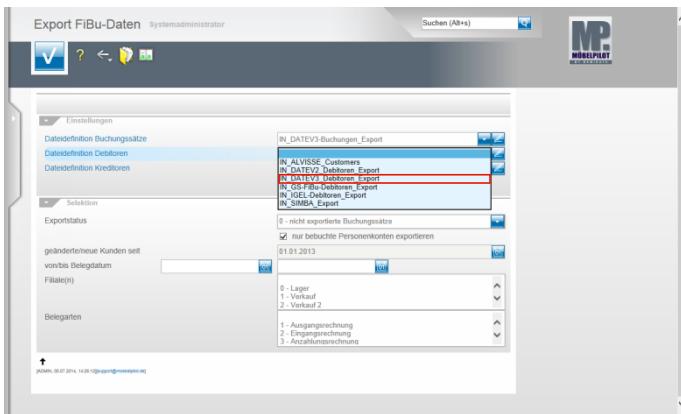 Export FiBu-Daten Systemadministrator
Suchen (Alt+s)
MP
MÖBELPILOT
?
Einstellungen
Dateidefinition Buchungssätze
IN_DATEV3-Buchungen_Export
Dateidefinition Debitoren
Dateidefinition Kreditoren
IN_ALVISSE_Customers
IN_DATEV2_Debitoren_Export
IN_DATEV3_Debitoren_Export
IN_GS-FiBu-Debitoren_Export
IN_IGEL-Debitoren_Export
IN_SIMBA_Export
Selektion
Exportstatus
0 - nicht exportierte Buchungssätze
nur bebuchte Personenkonten exportieren
geänderte/neue Kunden seit
01.01.2013
von/bis Belegdatum
Filiale(n)
0 - Lager
1 - Verkauf
2 - Verkauf 2
Belegarten
1 - Ausgangsrechnung
2 - Eingangsrechnung
3 - Anzahlungsrechnung